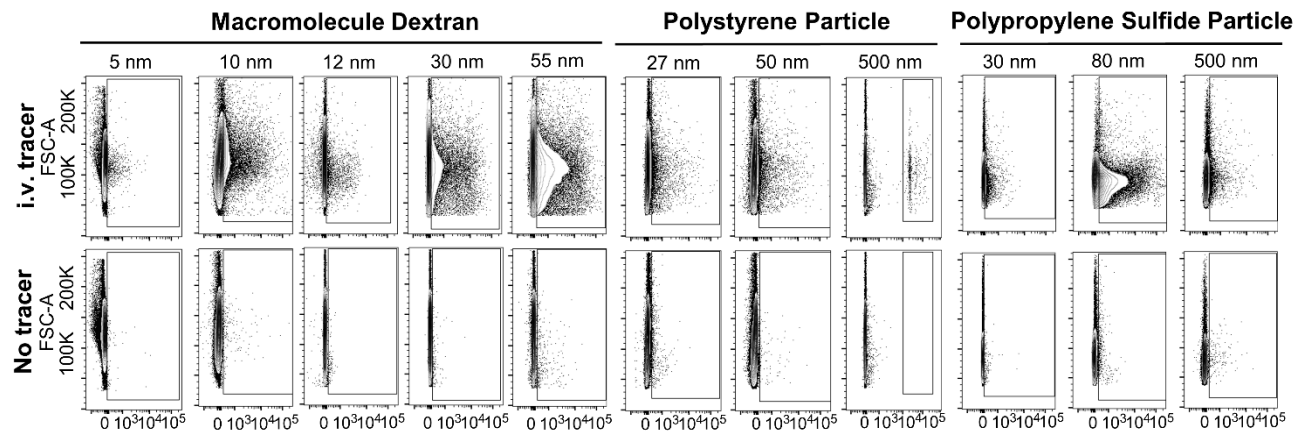 Macromolecule Dextran Polystyrene Particle Polypropylene Sulfide Particle
5 nm 10 nm 12 nm 30 nm 55 nm 27 nm 50 nm 500 nm 30 nm 80 nm 500 nm
i.v. tracer
FSC-A
200K
100K
No tracer
FSC-A
200K
100K
0 10³10⁴10⁵ 0 10³10⁴10⁵ 0 10³10⁴10⁵ 0 10³10⁴10⁵ 0 10³10⁴10⁵ 0 10³10⁴10⁵ 0 10³10⁴10⁵ 0 10³10⁴10⁵ 0 10³10⁴10⁵ 0 10³10⁴10⁵ 0 10³10⁴10⁵